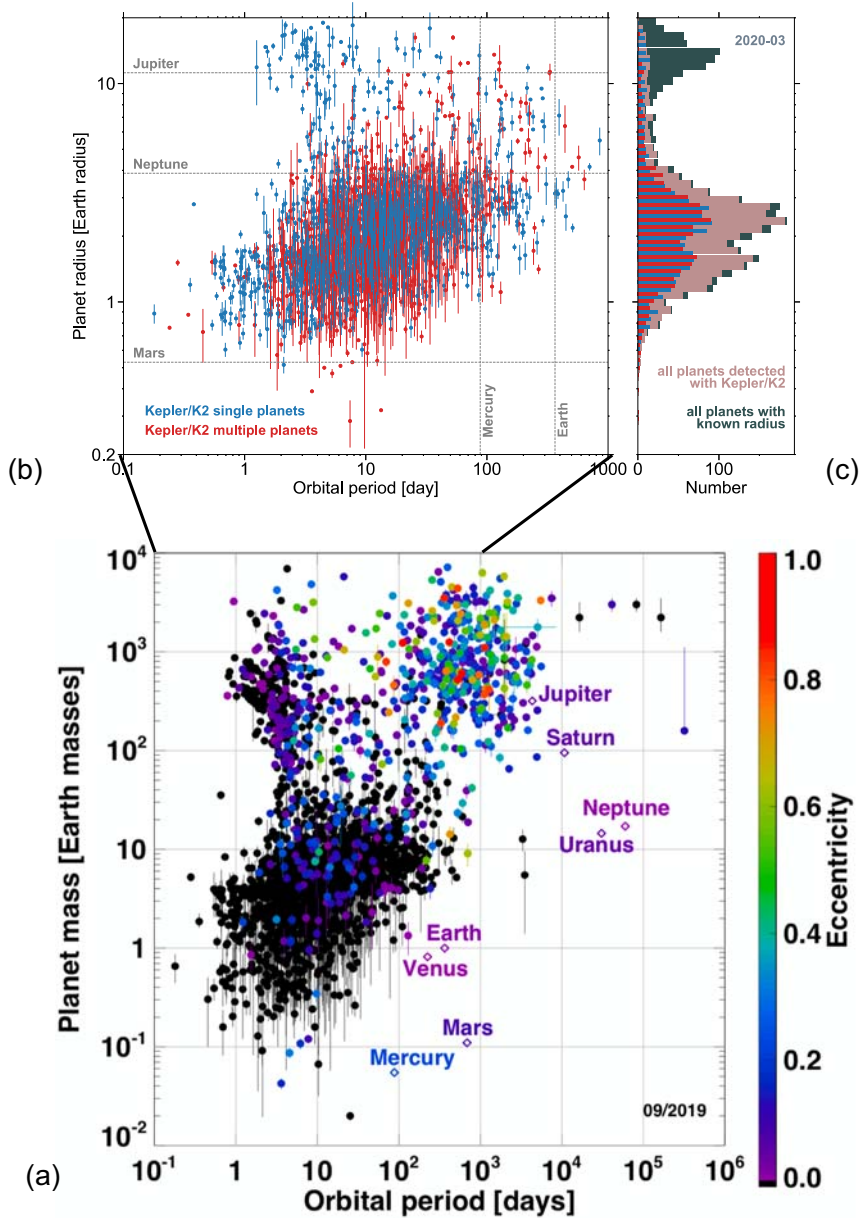 Planet radius [Earth radius]
10
1
0.2
Jupiter
Neptune
Mars
Mercury
Earth
Kepler/K2 single planets
Kepler/K2 multiple planets
0.1
1
10
100
1000
Orbital period [day]
(b)
2020-03
all planets detected
with Kepler/K2
all planets with
known radius
0
100
Number
(c)
Planet mass [Earth masses]
10^4
10^3
10^2
10
1
10^-1
10^-2
Jupiter
Saturn
Neptune
Uranus
Earth
Venus
Mars
Mercury
09/2019
10^-1
1
10
10^2
10^3
10^4
10^5
10^6
Orbital period [days]
(a)
1.0
0.8
0.6
0.4
0.2
0.0
Eccentricity